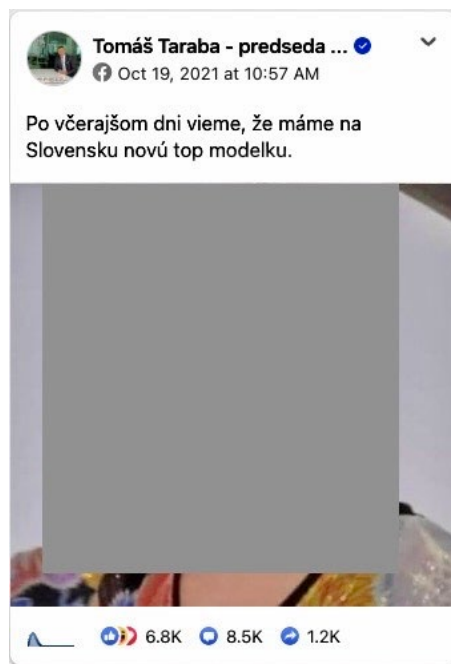 Tomáš Taraba - predseda ...
Oct 19, 2021 at 10:57 AM
Po včerajšom dni vieme, že máme na
Slovensku novú top modelku.
6.8K 8.5K 1.2K